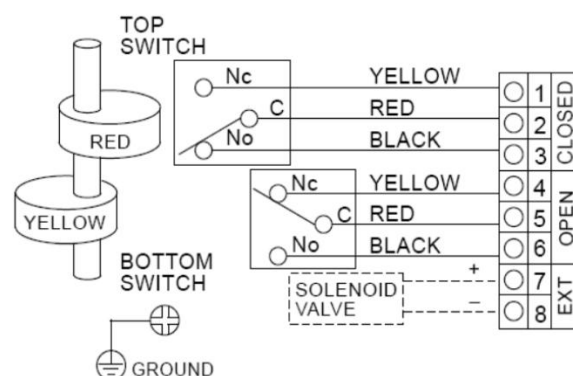 TOP
SWITCH
RED
YELLOW
BOTTOM
SWITCH
GROUND
Nc
C
No
YELLOW
RED
BLACK
Nc
C
No
YELLOW
RED
BLACK
SOLENOID
VALVE
+
–
1
2
3
4
5
6
7
8
CLOSED
OPEN
EXT